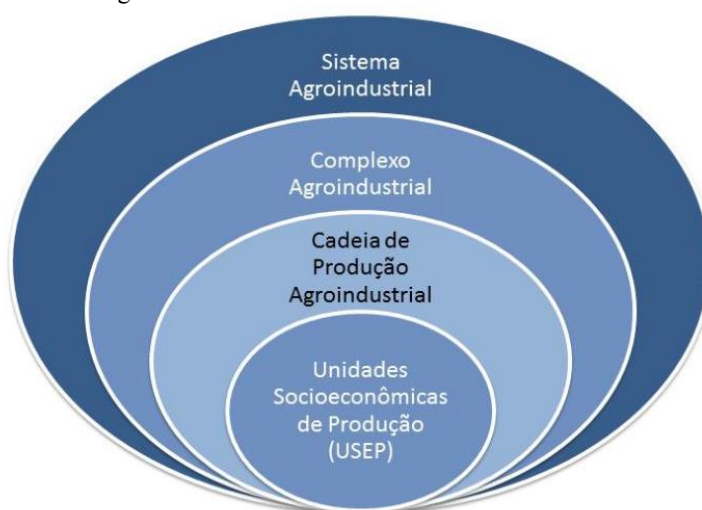 Sistema
Agroindustrial
Complexo
Agroindustrial
Cadeia de
Produção
Agroindustrial
Unidades
Socioeconômicas
de Produção
(USEP)